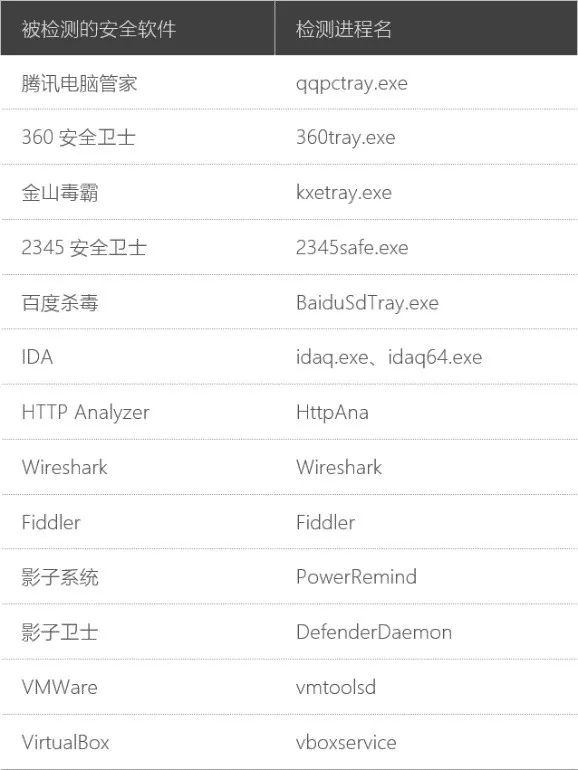 被检测的安全软件 检测进程名
腾讯电脑管家 qqpctray.exe
360 安全卫士 360tray.exe
金山毒霸 kxetray.exe
2345 安全卫士 2345safe.exe
百度杀毒 BaiduSdTray.exe
IDA idaq.exe、idaq64.exe
HTTP Analyzer HttpAna
Wireshark Wireshark
Fiddler Fiddler
影子系统 PowerRemind
影子卫士 DefenderDaemon
VMWare vmtoolsd
VirtualBox vboxservice